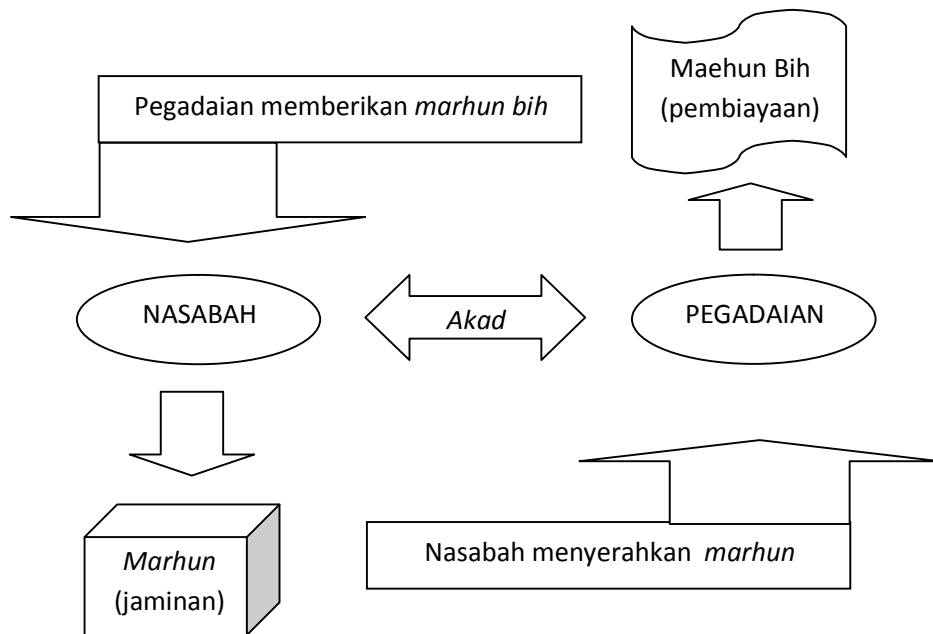 Maehun Bih
(pembiayaan)
Pegadaian memberikan marhun bih
NASABAH
Akad
PEGADAIAN
Marhun
(jaminan)
Nasabah menyerahkan marhun